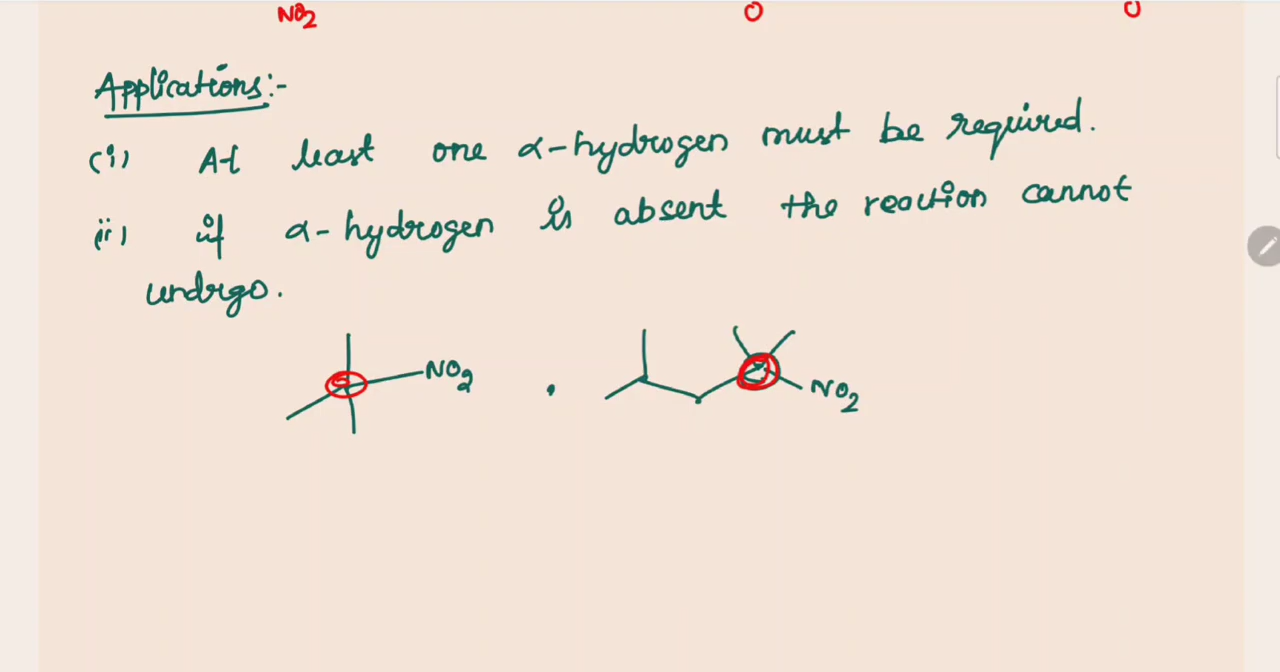 NO2 O O
Applications:-
(i) At least one α-hydrogen must be required.
(ii) if α-hydrogen is absent the reaction cannot
undrgo.
NO2 , NO2